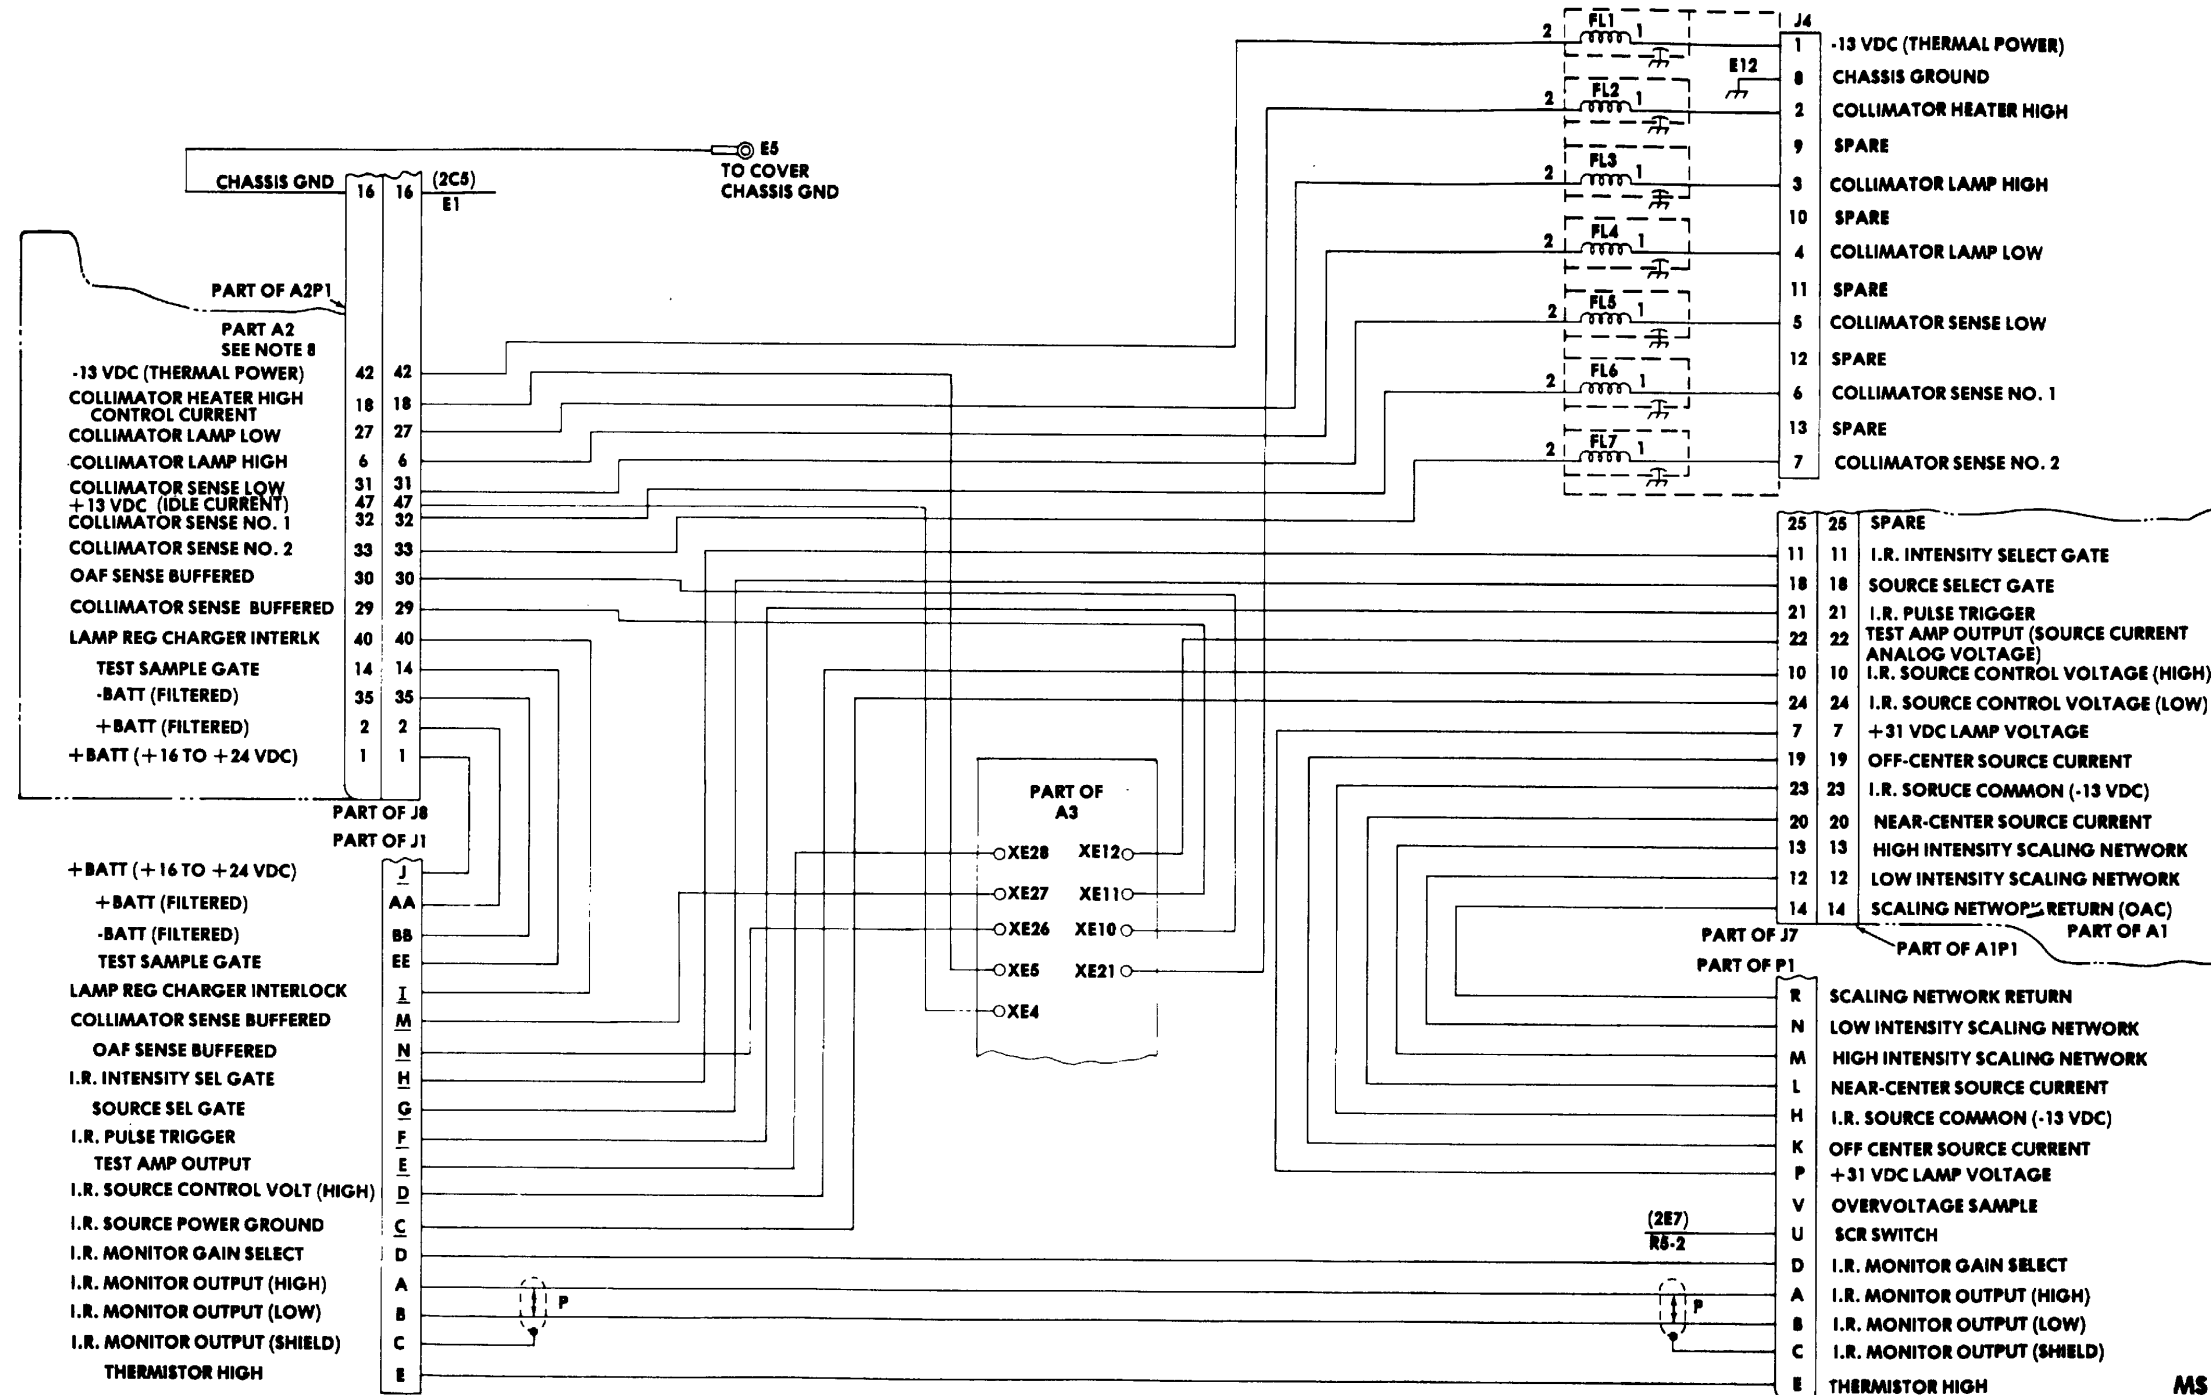 E5
TO COVER
CHASSIS GND
CHASSIS GND 16 16 (2C5)
E1
PART OF A2P1
PART A2
SEE NOTE 8
-13 VDC (THERMAL POWER) 42 42
COLLIMATOR HEATER HIGH
CONTROL CURRENT 18 18
COLLIMATOR LAMP LOW 27 27
COLLIMATOR LAMP HIGH 6 6
COLLIMATOR SENSE LOW 31 31
+13 VDC (IDLE CURRENT) 47 47
COLLIMATOR SENSE NO. 1 32 32
COLLIMATOR SENSE NO. 2 33 33
OAF SENSE BUFFERED 30 30
COLLIMATOR SENSE BUFFERED 29 29
LAMP REG CHARGER INTERLK 40 40
TEST SAMPLE GATE 14 14
-BATT (FILTERED) 35 35
+BATT (FILTERED) 2 2
+BATT (+16 TO +24 VDC) 1 1
PART OF J8
PART OF J1
+BATT (+16 TO +24 VDC) J
+BATT (FILTERED) AA
-BATT (FILTERED) BB
TEST SAMPLE GATE EE
LAMP REG CHARGER INTERLOCK I
COLLIMATOR SENSE BUFFERED M
OAF SENSE BUFFERED N
I.R. INTENSITY SEL GATE H
SOURCE SEL GATE G
I.R. PULSE TRIGGER F
TEST AMP OUTPUT E
I.R. SOURCE CONTROL VOLT (HIGH) D
I.R. SOURCE POWER GROUND C
I.R. MONITOR GAIN SELECT D
I.R. MONITOR OUTPUT (HIGH) A
I.R. MONITOR OUTPUT (LOW) B
I.R. MONITOR OUTPUT (SHIELD) C
THERMISTOR HIGH E
P
PART OF
A3
XE28 XE12
XE27 XE11
XE26 XE10
XE5 XE21
XE4
J4
2 FL1 1 1 -13 VDC (THERMAL POWER)
E12 8 CHASSIS GROUND
2 FL2 1 2 COLLIMATOR HEATER HIGH
9 SPARE
2 FL3 1 3 COLLIMATOR LAMP HIGH
10 SPARE
2 FL4 1 4 COLLIMATOR LAMP LOW
11 SPARE
2 FL5 1 5 COLLIMATOR SENSE LOW
12 SPARE
2 FL6 1 6 COLLIMATOR SENSE NO. 1
13 SPARE
2 FL7 1 7 COLLIMATOR SENSE NO. 2
25 25 SPARE
11 11 I.R. INTENSITY SELECT GATE
18 18 SOURCE SELECT GATE
21 21 I.R. PULSE TRIGGER
22 22 TEST AMP OUTPUT (SOURCE CURRENT
ANALOG VOLTAGE)
10 10 I.R. SOURCE CONTROL VOLTAGE (HIGH)
24 24 I.R. SOURCE CONTROL VOLTAGE (LOW)
7 7 +31 VDC LAMP VOLTAGE
19 19 OFF-CENTER SOURCE CURRENT
23 23 I.R. SORUCE COMMON (-13 VDC)
20 20 NEAR-CENTER SOURCE CURRENT
13 13 HIGH INTENSITY SCALING NETWORK
12 12 LOW INTENSITY SCALING NETWORK
14 14 SCALING NETWORK RETURN (OAC)
PART OF J7
PART OF A1
PART OF A1P1
PART OF P1
R SCALING NETWORK RETURN
N LOW INTENSITY SCALING NETWORK
M HIGH INTENSITY SCALING NETWORK
L NEAR-CENTER SOURCE CURRENT
H I.R. SOURCE COMMON (-13 VDC)
K OFF CENTER SOURCE CURRENT
P +31 VDC LAMP VOLTAGE
V OVERVOLTAGE SAMPLE
(2E7)
R5-2
U SCR SWITCH
D I.R. MONITOR GAIN SELECT
A I.R. MONITOR OUTPUT (HIGH)
P
B I.R. MONITOR OUTPUT (LOW)
C I.R. MONITOR OUTPUT (SHIELD)
E THERMISTOR HIGH
MS